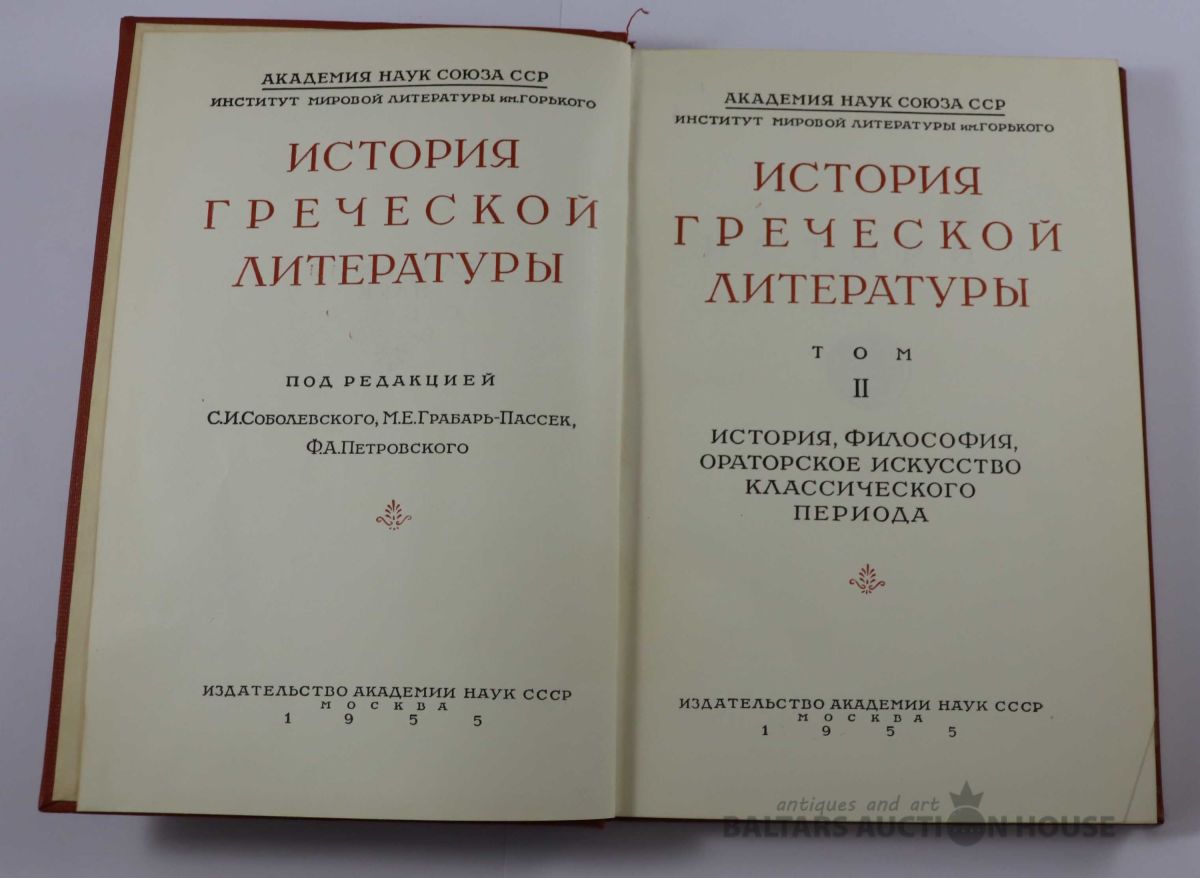 АКАДЕМИЯ НАУК СОЮЗА ССР
ИНСТИТУТ МИРОВОЙ ЛИТЕРАТУРЫ им. ГОРЬКОГО
ИСТОРИЯ
ГРЕЧЕСКОЙ
ЛИТЕРАТУРЫ
ПОД РЕДАКЦИЕЙ
С.И.Соболевского, М.Е.Грабарь-Пассек,
Ф.А.Петровского
ИЗДАТЕЛЬСТВО АКАДЕМИИ НАУК СССР
МОСКВА
1955
АКАДЕМИЯ НАУК СОЮЗА ССР
ИНСТИТУТ МИРОВОЙ ЛИТЕРАТУРЫ им. ГОРЬКОГО
ИСТОРИЯ
ГРЕЧЕСКОЙ
ЛИТЕРАТУРЫ
ТОМ
II
ИСТОРИЯ, ФИЛОСОФИЯ,
ОРАТОРСКОЕ ИСКУССТВО
КЛАССИЧЕСКОГО
ПЕРИОДА
ИЗДАТЕЛЬСТВО АКАДЕМИИ НАУК СССР
МОСКВА
1955
antiques and art
BALTARS AUCTION HOUSE